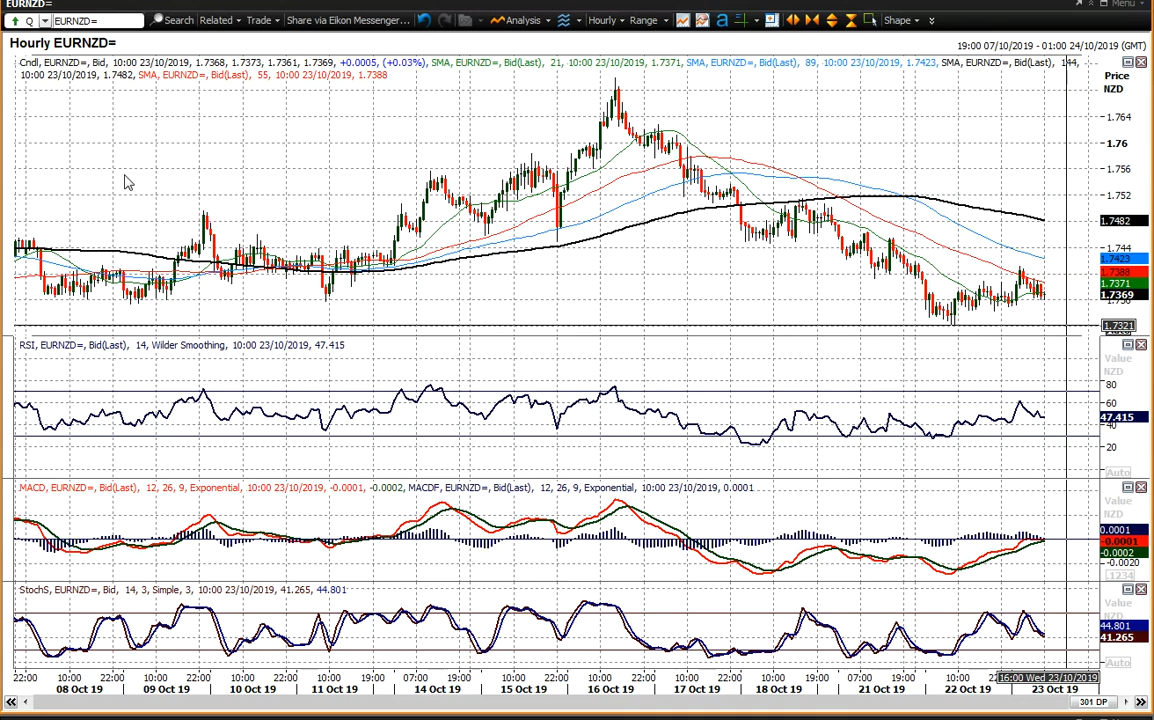 EURNZD=
Menu
Q EURNZD= Search Related Trade Share via Eikon Messenger... Analysis Hourly Range a Shape
Hourly EURNZD=
19:00 07/10/2019 - 01:00 24/10/2019 (GMT)
Cndl, EURNZD=, Bid, 10:00 23/10/2019, 1.7368, 1.7373, 1.7361, 1.7369, +0.0005, (+0.03%), SMA, EURNZD=, Bid(Last), 21, 10:00 23/10/2019, 1.7371, SMA, EURNZD=, Bid(Last), 89, 10:00 23/10/2019, 1.7423, SMA, EURNZD=, Bid(Last), 144,
10:00 23/10/2019, 1.7482, SMA, EURNZD=, Bid(Last), 55, 10:00 23/10/2019, 1.7388
Price
NZD
1.764
1.76
1.756
1.752
1.7482
1.744
1.7423
1.7388
1.7371
1.7369
1.7321
RSI, EURNZD=, Bid(Last), 14, Wilder Smoothing, 10:00 23/10/2019, 47.415
Value
NZD
80
60
47.415
40
20
Auto
MACD, EURNZD=, Bid(Last), 12, 26, 9, Exponential, 10:00 23/10/2019, -0.0001, -0.0002, MACDF, EURNZD=, Bid(Last), 12, 26, 9, Exponential, 10:00 23/10/2019, 0.0001
Value
NZD
0.0001
-0.0001
-0.0002
-0.0020
.1234
StochS, EURNZD=, Bid, 14, 3, Simple, 3, 10:00 23/10/2019, 41.265, 44.801
Value
NZD
44.801
41.265
Auto
22:00 10:00 22:00 10:00 22:00 10:00 22:00 10:00 19:00 07:00 19:00 10:00 22:00 10:00 22:00 10:00 22:00 10:00 22:00 07:00 19:00 10:00 16:00 Wed 23/10/2019
08 Oct 19 09 Oct 19 10 Oct 19 11 Oct 19 14 Oct 19 15 Oct 19 16 Oct 19 17 Oct 19 18 Oct 19 21 Oct 19 22 Oct 19 23 Oct 19
301 DP